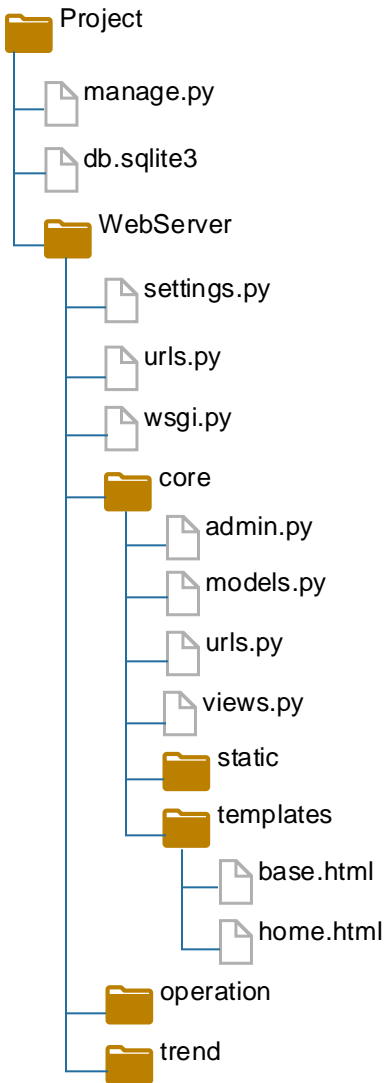 Project
manage.py
db.sqlite3
WebServer
settings.py
urls.py
wsgi.py
core
admin.py
models.py
urls.py
views.py
static
templates
base.html
home.html
operation
trend